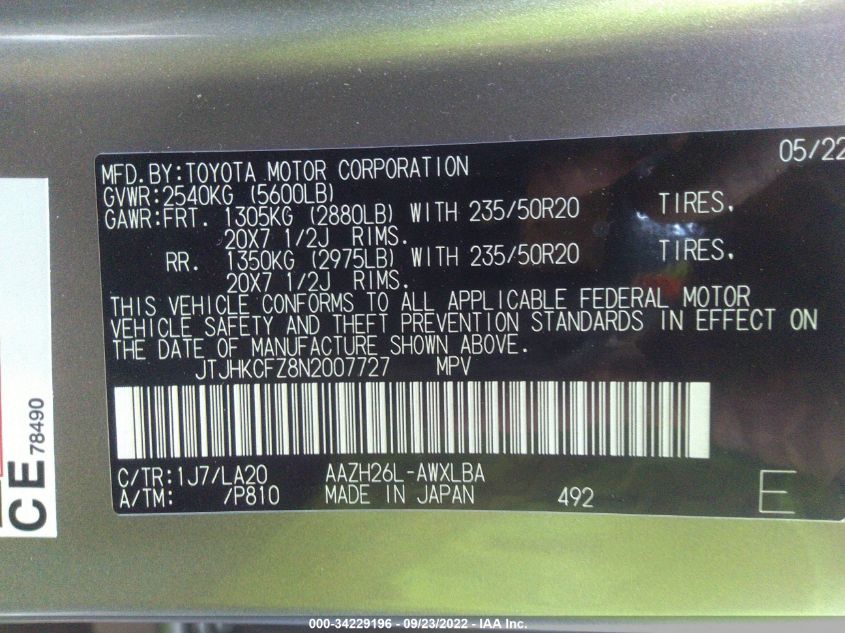 MFD.BY:TOYOTA MOTOR CORPORATION 05/22
GVWR:2540KG (5600LB)
GAWR:FRT. 1305KG (2880LB) WITH 235/50R20 TIRES.
20X7 1/2J RIMS.
RR. 1350KG (2975LB) WITH 235/50R20 TIRES.
20X7 1/2J RIMS.
THIS VEHICLE CONFORMS TO ALL APPLICABLE FEDERAL MOTOR
VEHICLE SAFETY AND THEFT PREVENTION STANDARDS IN EFFECT ON
THE DATE OF MANUFACTURE SHOWN ABOVE.
JTJHKCFZ8N2007727 MPV
C/TR:1J7/LA20 AAZH26L-AWXLBA
A/TM: /P810 MADE IN JAPAN 492 E
CE 78490
000-34229196 - 09/23/2022 - IAA Inc.